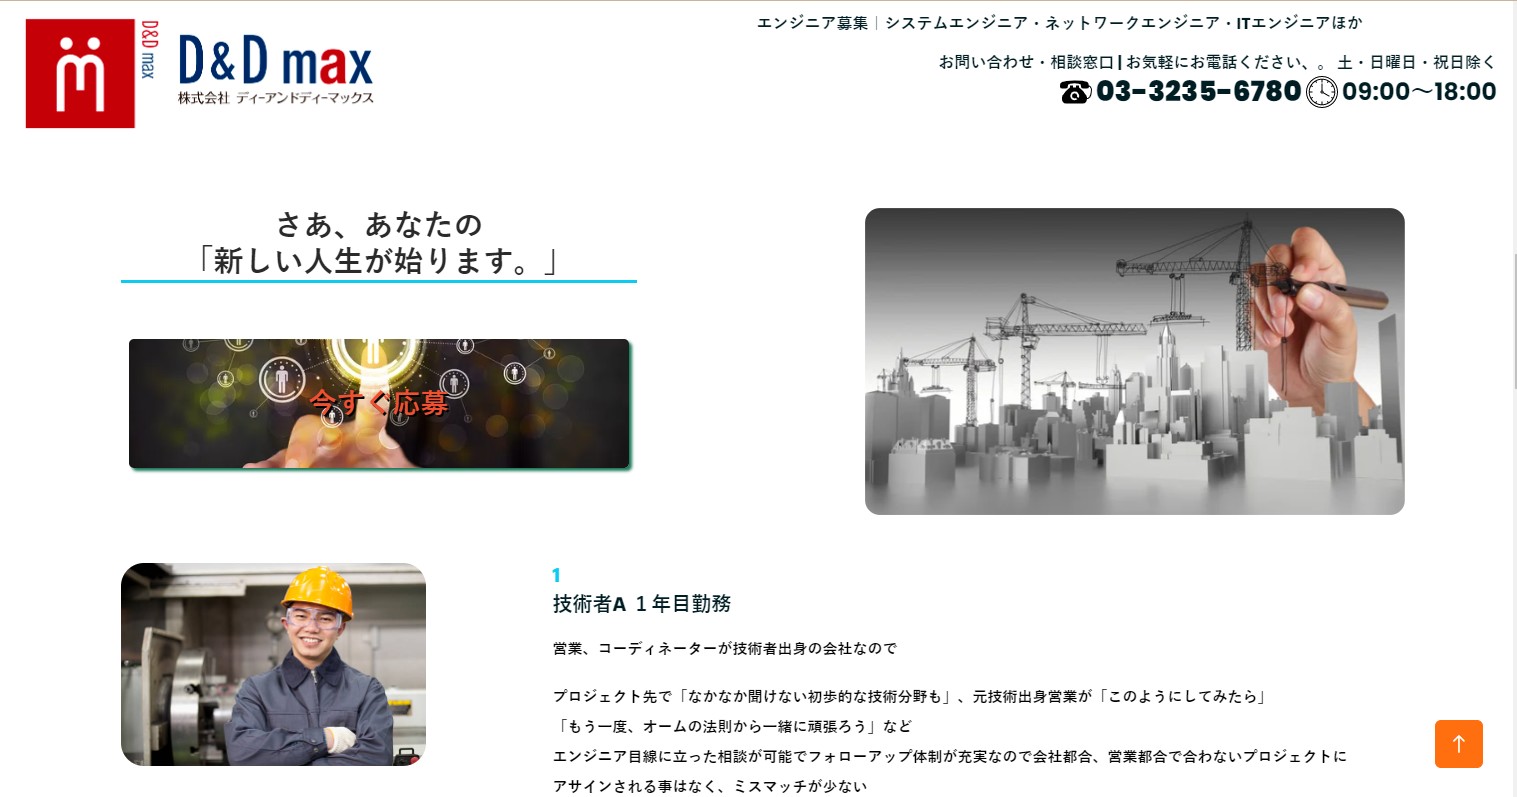 D&D max
D&D max
株式会社 ディーアンドディーマックス
エンジニア募集｜システムエンジニア・ネットワークエンジニア・ITエンジニアほか
お問い合わせ・相談窓口 | お気軽にお電話ください、。 土・日曜日・祝日除く
03-3235-6780 09:00〜18:00
さあ、あなたの
「新しい人生が始ります。」
今すぐ応募
1
技術者A １年目勤務
営業、コーディネーターが技術者出身の会社なので
プロジェクト先で「なかなか聞けない初歩的な技術分野も」、元技術出身営業が「このようにしてみたら」
「もう一度、オームの法則から一緒に頑張ろう」など
エンジニア目線に立った相談が可能でフォローアップ体制が充実なので会社都合、営業都合で合わないプロジェクトに
アサインされる事はなく、ミスマッチが少ない